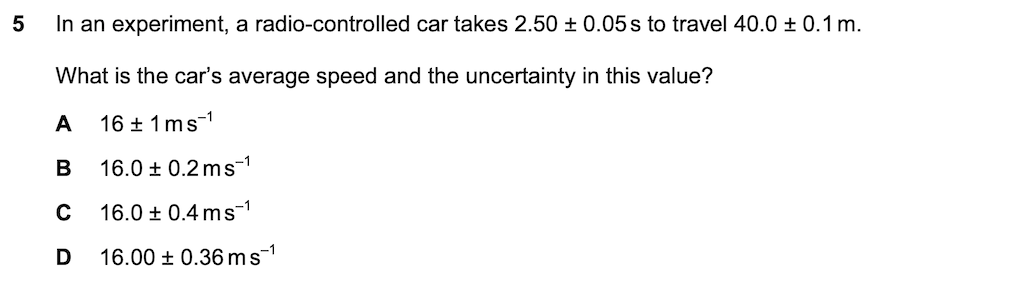 5 In an experiment, a radio-controlled car takes 2.50 ± 0.05 s to travel 40.0 ± 0.1 m.
What is the car's average speed and the uncertainty in this value?
A 16 ± 1 m s⁻¹
B 16.0 ± 0.2 m s⁻¹
C 16.0 ± 0.4 m s⁻¹
D 16.00 ± 0.36 m s⁻¹